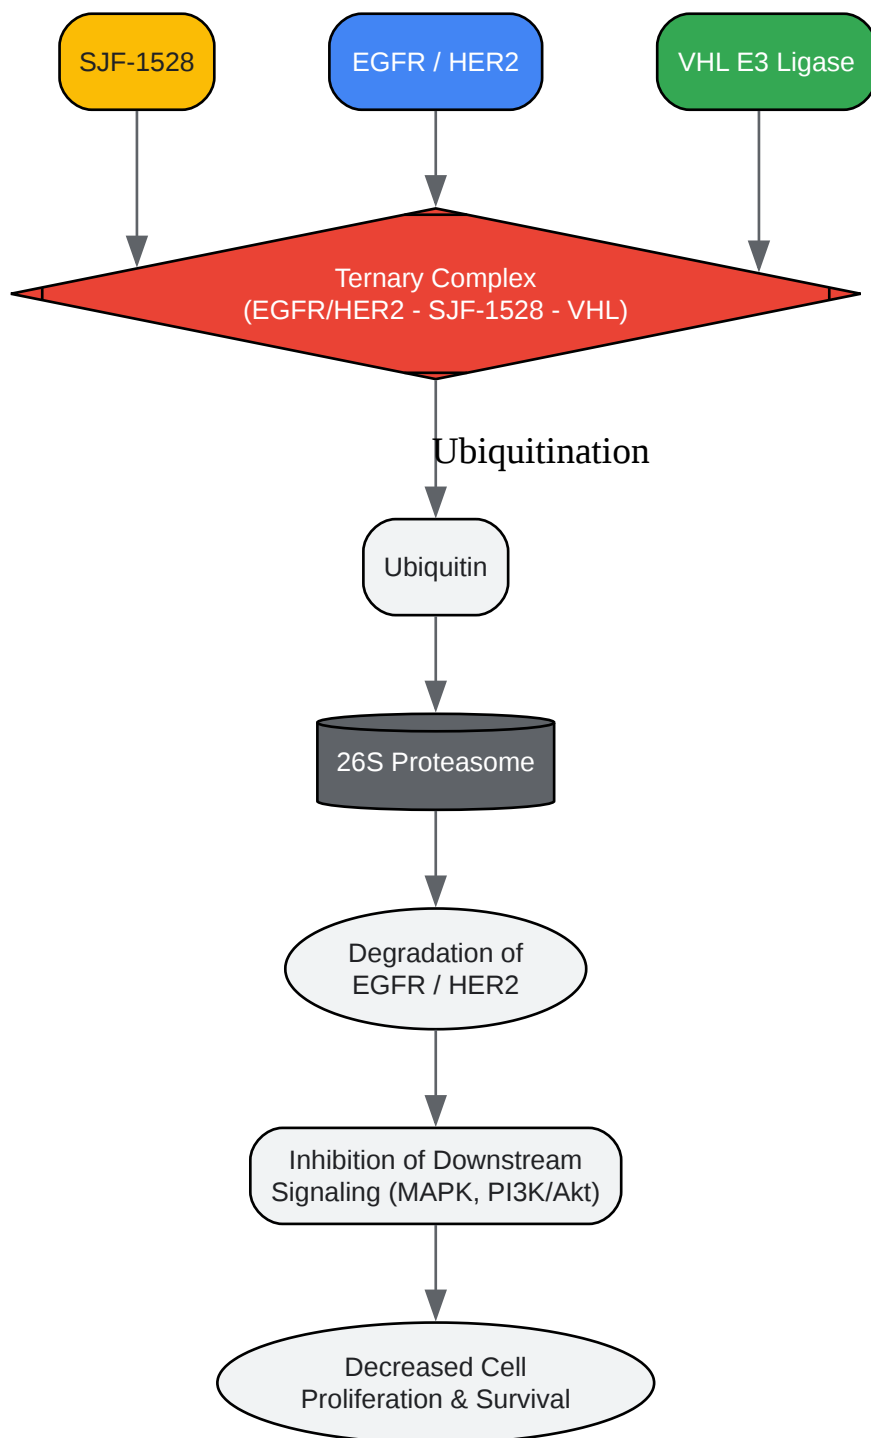 SJF-1528
EGFR / HER2
VHL E3 Ligase
Ternary Complex
(EGFR/HER2 - SJF-1528 - VHL)
Ubiquitination
Ubiquitin
26S Proteasome
Degradation of
EGFR / HER2
Inhibition of Downstream
Signaling (MAPK, PI3K/Akt)
Decreased Cell
Proliferation & Survival